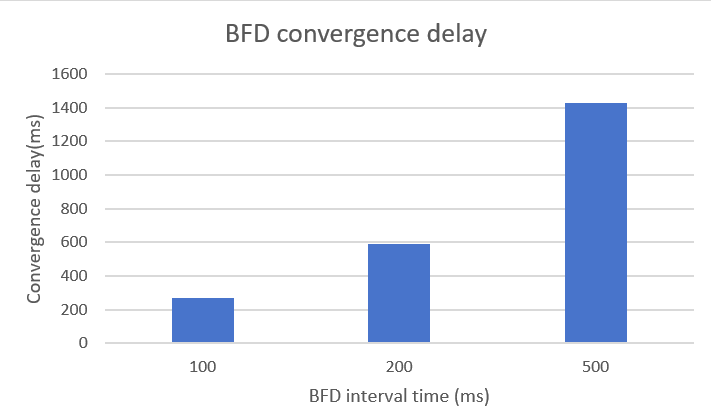 BFD convergence delay
1600
1400
1200
1000
800
600
400
200
0
Convergence delay(ms)
100 200 500
BFD interval time (ms)